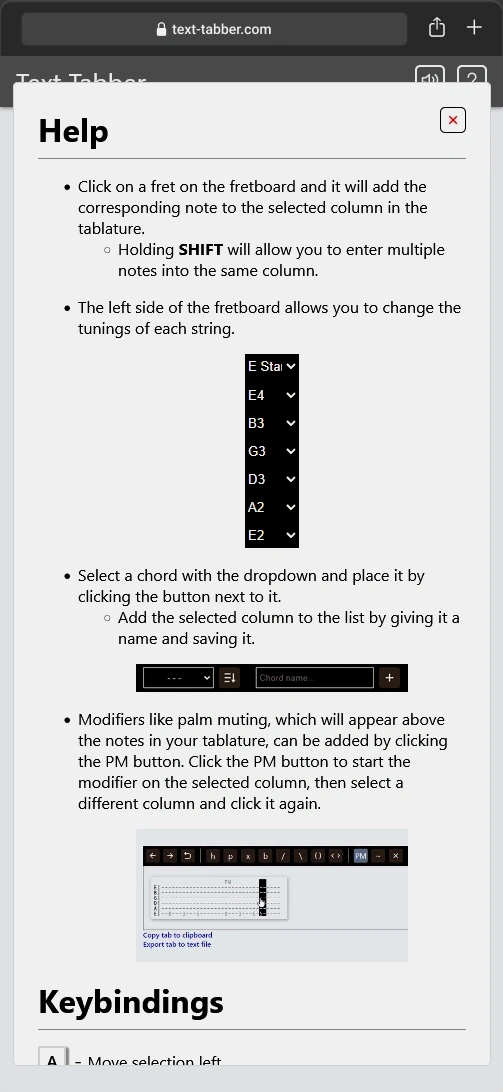 text-tabber.com
Text Tabber
Help
Click on a fret on the fretboard and it will add the
corresponding note to the selected column in the
tablature.
Holding SHIFT will allow you to enter multiple
notes into the same column.
The left side of the fretboard allows you to change the
tunings of each string.
E Sta
E4
B3
G3
D3
A2
E2
Select a chord with the dropdown and place it by
clicking the button next to it.
Add the selected column to the list by giving it a
name and saving it.
--- Chord name... +
Modifiers like palm muting, which will appear above
the notes in your tablature, can be added by clicking
the PM button. Click the PM button to start the
modifier on the selected column, then select a
different column and click it again.
h p x b / \ () <> PM ~ ×
PM
Copy tab to clipboard
Export tab to text file
Keybindings
A - Move selection left